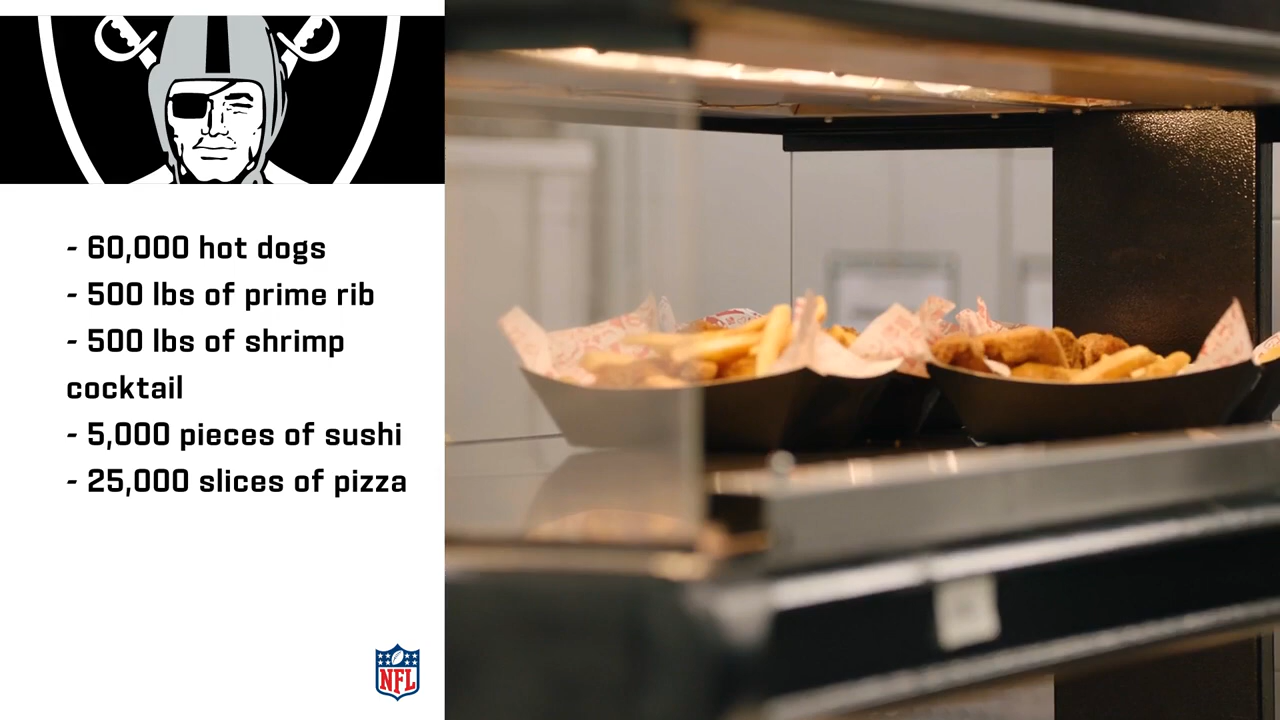 - 60,000 hot dogs
- 500 lbs of prime rib
- 500 lbs of shrimp
cocktail
- 5,000 pieces of sushi
- 25,000 slices of pizza
NFL